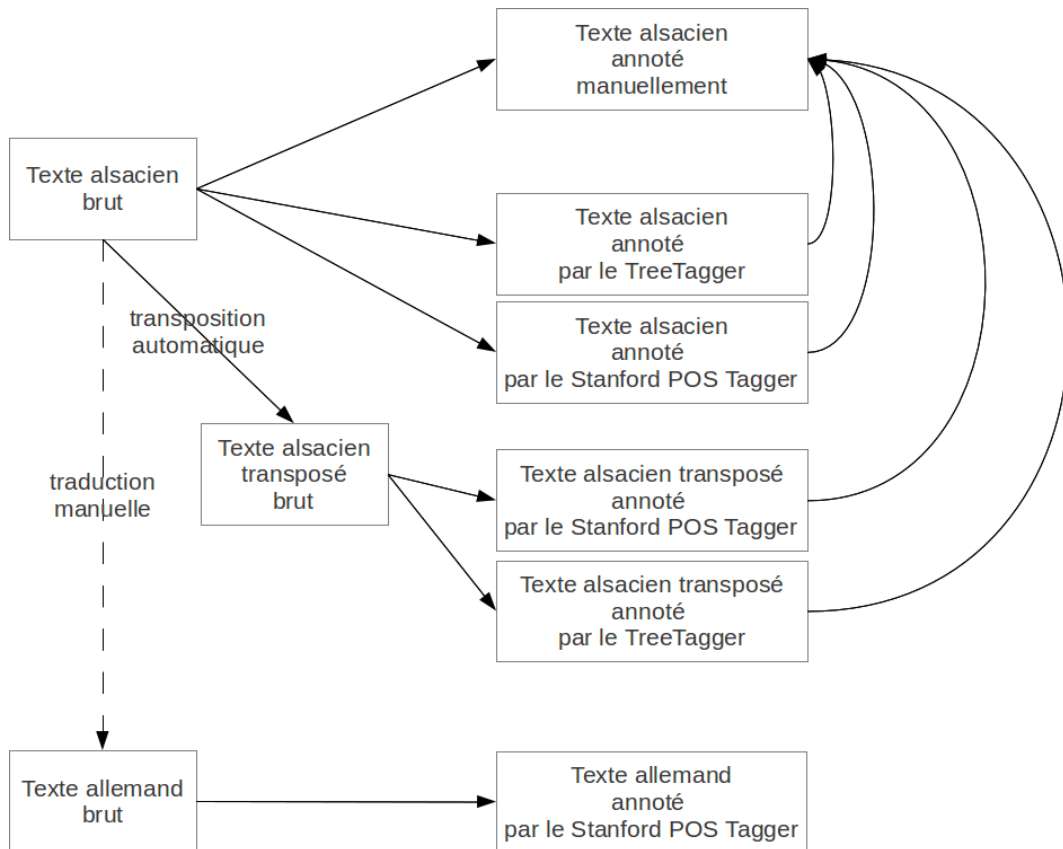 Texte alsacien
annoté
manuellement
Texte alsacien
brut
Texte alsacien
annoté
par le TreeTagger
transposition
automatique
Texte alsacien
annoté
par le Stanford POS Tagger
Texte alsacien
transposé
brut
traduction
manuelle
Texte alsacien transposé
annoté
par le Stanford POS Tagger
Texte alsacien transposé
annoté
par le TreeTagger
Texte allemand
brut
Texte allemand
annoté
par le Stanford POS Tagger